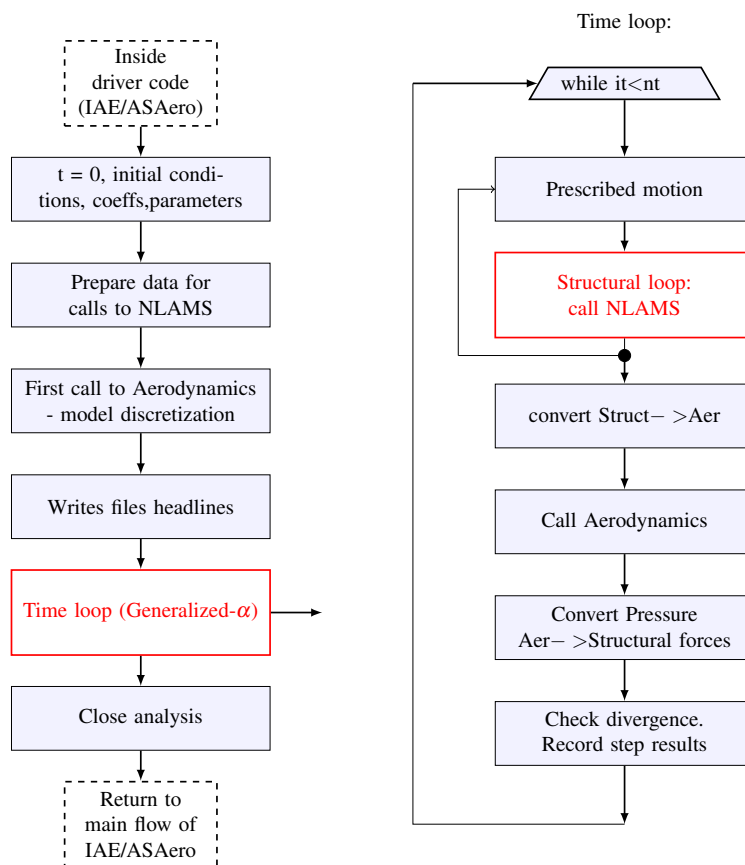 Inside
driver code
(IAE/ASAero)
t = 0, initial condi-
tions, coeffs,parameters
Prepare data for
calls to NLAMS
First call to Aerodynamics
- model discretization
Writes files headlines
Time loop (Generalized-α)
Close analysis
Return to
main flow of
IAE/ASAero
Time loop:
while it<nt
Prescribed motion
Structural loop:
call NLAMS
convert Struct− >Aer
Call Aerodynamics
Convert Pressure
Aer− >Structural forces
Check divergence.
Record step results